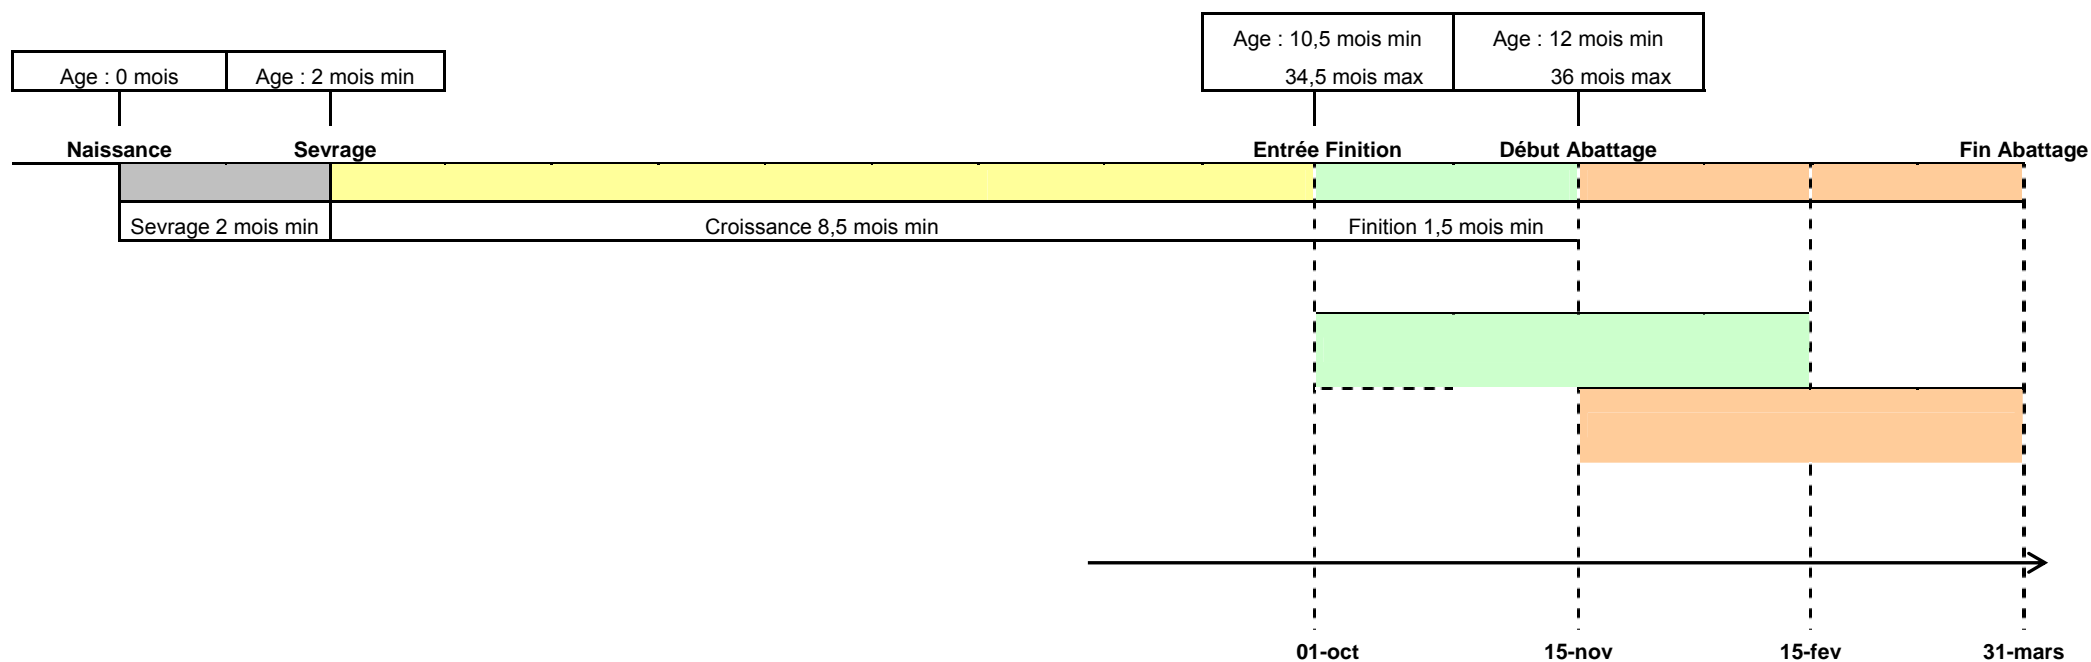 Age : 10,5 mois min
Age : 12 mois min
Age : 0 mois
Age : 2 mois min
34,5 mois max
36 mois max
Naissance
Sevrage
Entrée Finition
Début Abattage
Fin Abattage
Sevrage 2 mois min
Croissance 8,5 mois min
Finition 1,5 mois min
01-oct
15-nov
15-fev
31-mars